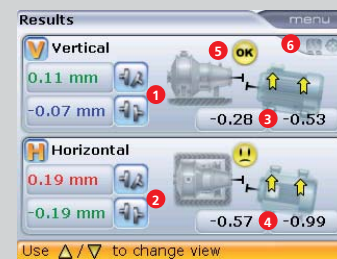 Results
menu
V Vertical
5
OK
6
0.11 mm
1
-0.07 mm
-0.28
3
-0.53
H Horizontal
0.19 mm
2
-0.19 mm
-0.57
4
-0.99
Use △/▽ to change view